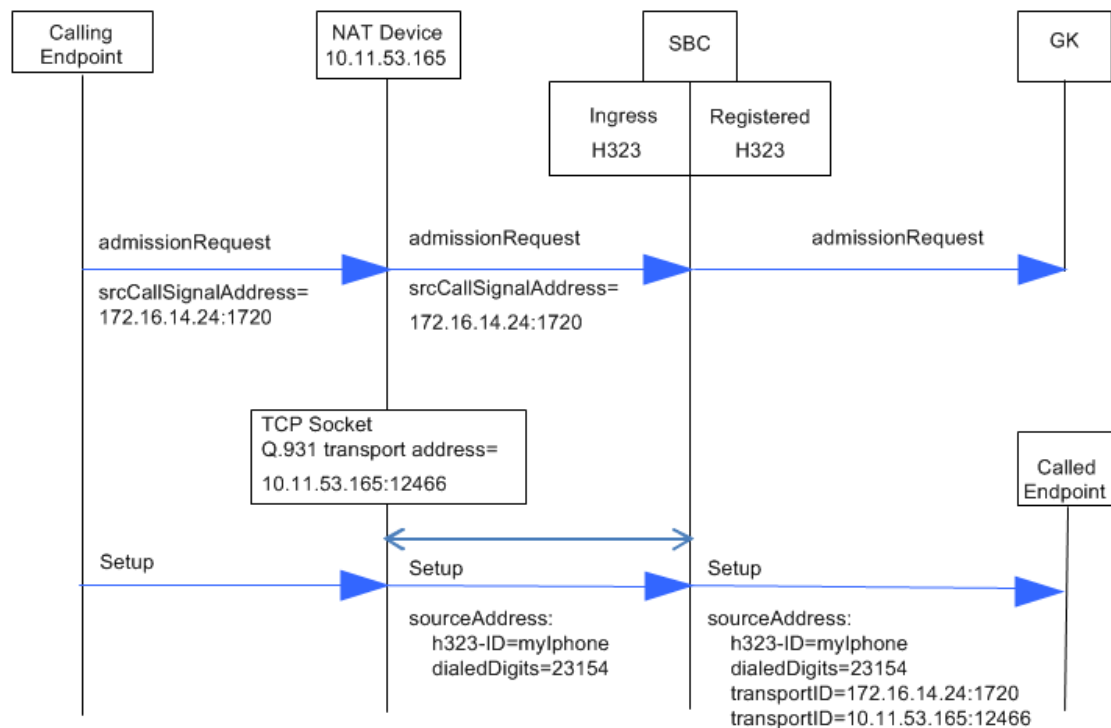 Calling
Endpoint
NAT Device
10.11.53.165
SBC
GK
Ingress
H323
Registered
H323
admissionRequest
admissionRequest
admissionRequest
srcCallSignalAddress=
172.16.14.24:1720
srcCallSignalAddress=
172.16.14.24:1720
TCP Socket
Q.931 transport address=
10.11.53.165:12466
Called
Endpoint
Setup
Setup
Setup
sourceAddress:
h323-ID=myIphone
dialedDigits=23154
sourceAddress:
h323-ID=myIphone
dialedDigits=23154
transportID=172.16.14.24:1720
transportID=10.11.53.165:12466